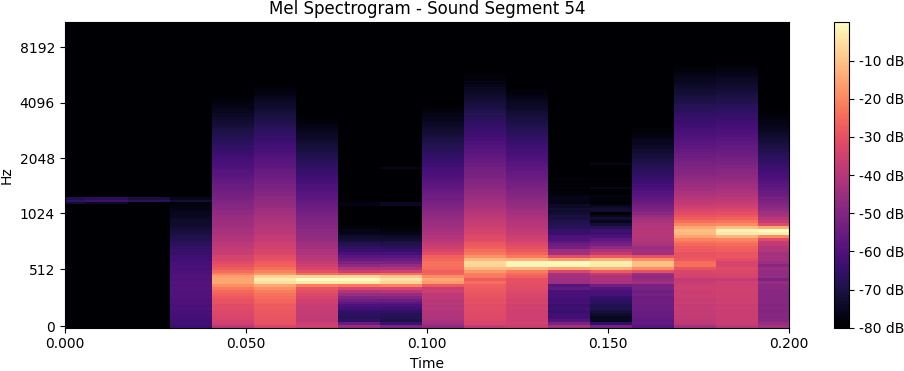 Mel Spectrogram - Sound Segment 54
8192
4096
2048
1024
512
0
Hz
0.000
0.050
0.100
0.150
0.200
Time
-10 dB
-20 dB
-30 dB
-40 dB
-50 dB
-60 dB
-70 dB
-80 dB